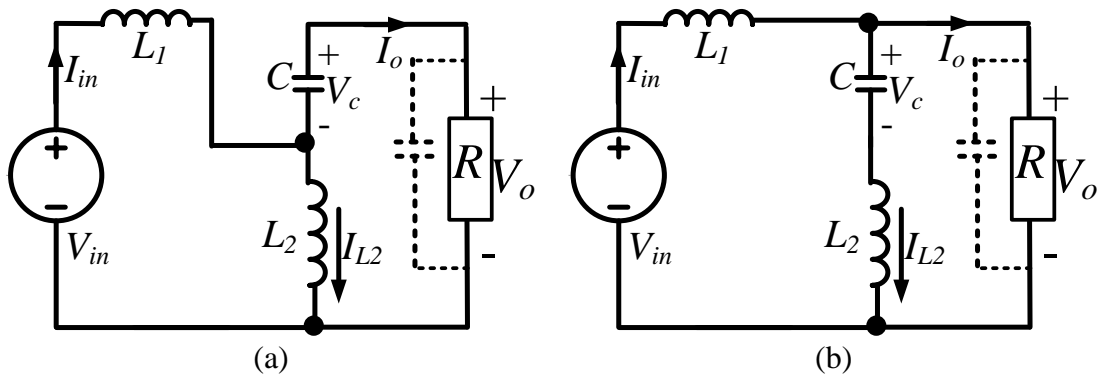 L1
Iin
+
-
Vin
C
+
Vc
-
L2
IL2
Io
+
R
Vo
-
(a)
L1
Iin
+
-
Vin
C
+
Vc
-
L2
IL2
Io
+
R
Vo
-
(b)